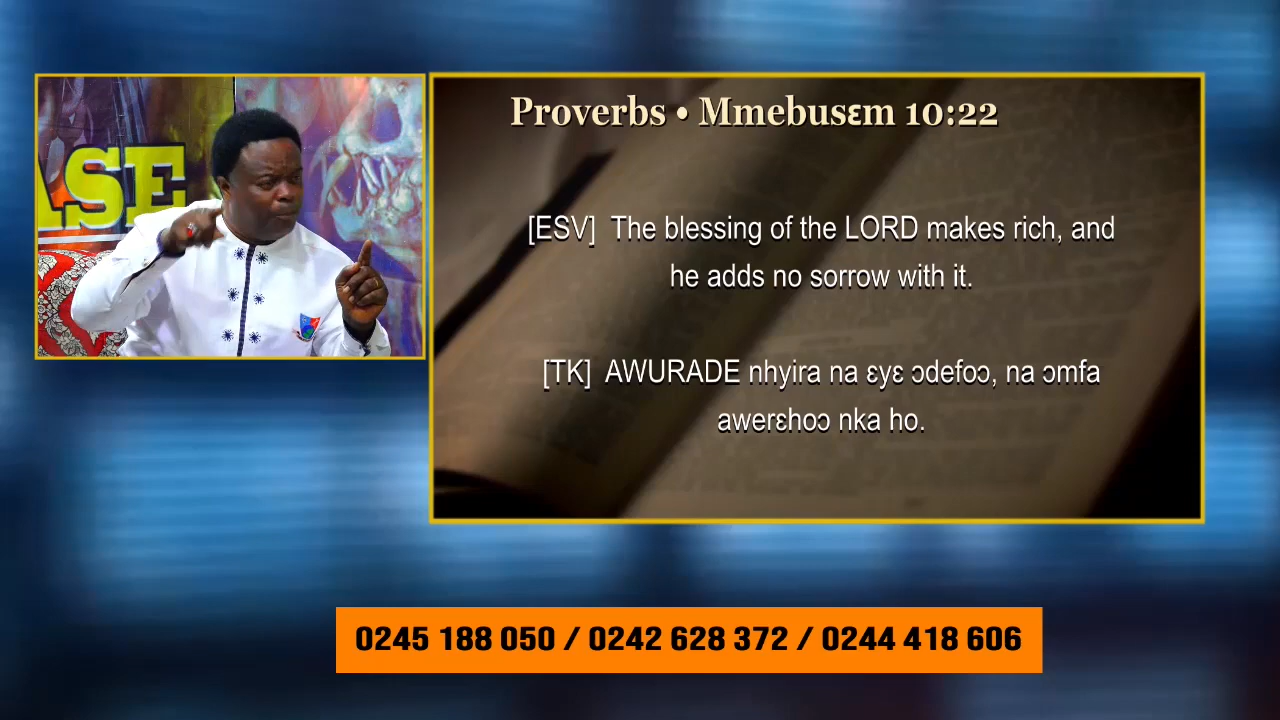 ASE
Proverbs • Mmebusɛm 10:22
[ESV] The blessing of the LORD makes rich, and
he adds no sorrow with it.
[TK] AWURADE nhyira na ɛyɛ ɔdefoɔ, na ɔmfa
awerɛhoɔ nka ho.
0245 188 050 / 0242 628 372 / 0244 418 606